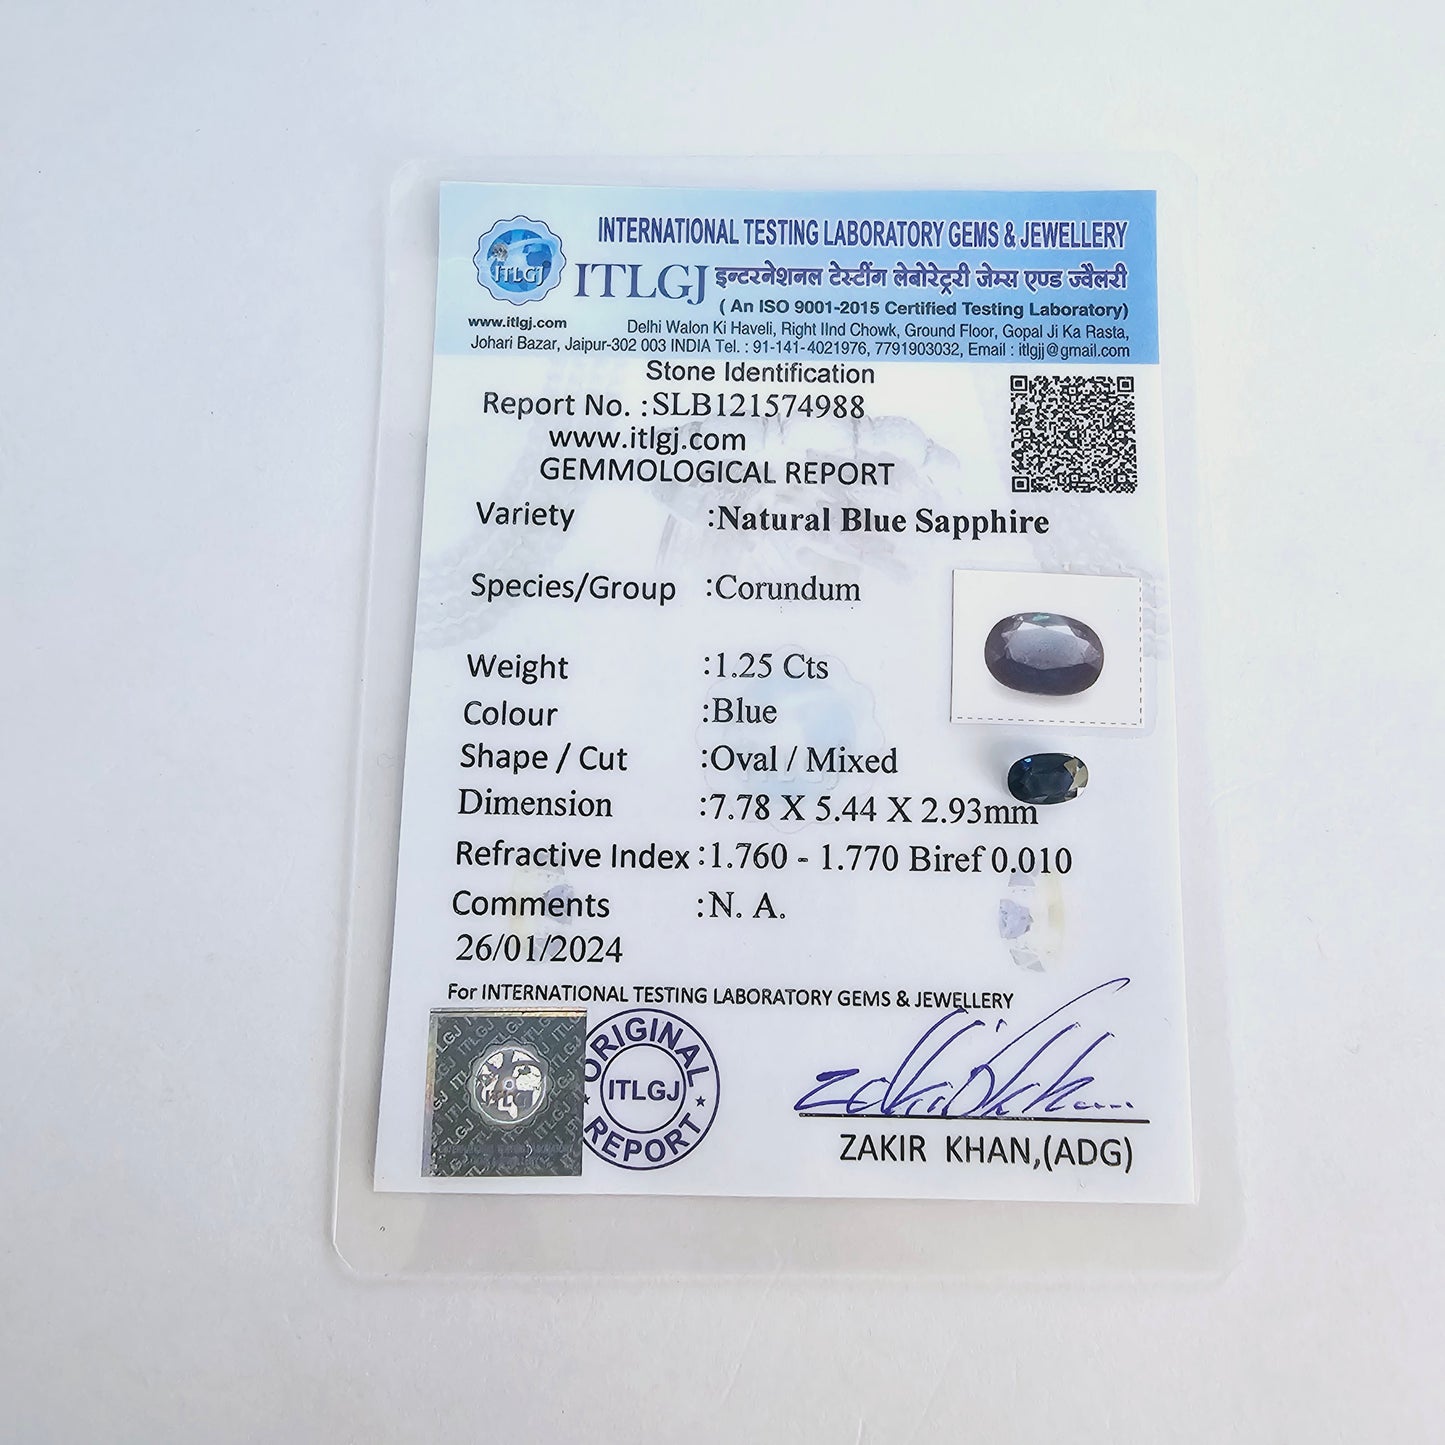 INTERNATIONAL TESTING LABORATORY GEMS & JEWELLERY
ITLGJ
ITLGJ इन्टरनेशनल टेस्टींग लेबोरेट्ररी जेम्स एण्ड ज्वैलरी
( An ISO 9001-2015 Certified Testing Laboratory)
www.itlgj.com Delhi Walon Ki Haveli, Right IInd Chowk, Ground Floor, Gopal Ji Ka Rasta,
Johari Bazar, Jaipur-302 003 INDIA Tel. : 91-141-4021976, 7791903032, Email : itlgjj@gmail.com
Stone Identification
Report No. :SLB121574988
www.itlgj.com
GEMMOLOGICAL REPORT
Variety :Natural Blue Sapphire
Species/Group :Corundum
Weight :1.25 Cts
Colour :Blue
Shape / Cut :Oval / Mixed
Dimension :7.78 X 5.44 X 2.93mm
Refractive Index :1.760 - 1.770 Biref 0.010
Comments :N. A.
26/01/2024
For INTERNATIONAL TESTING LABORATORY GEMS & JEWELLERY
ITLGJ
ORIGINAL
ITLGJ
REPORT
ZAKIR KHAN,(ADG)